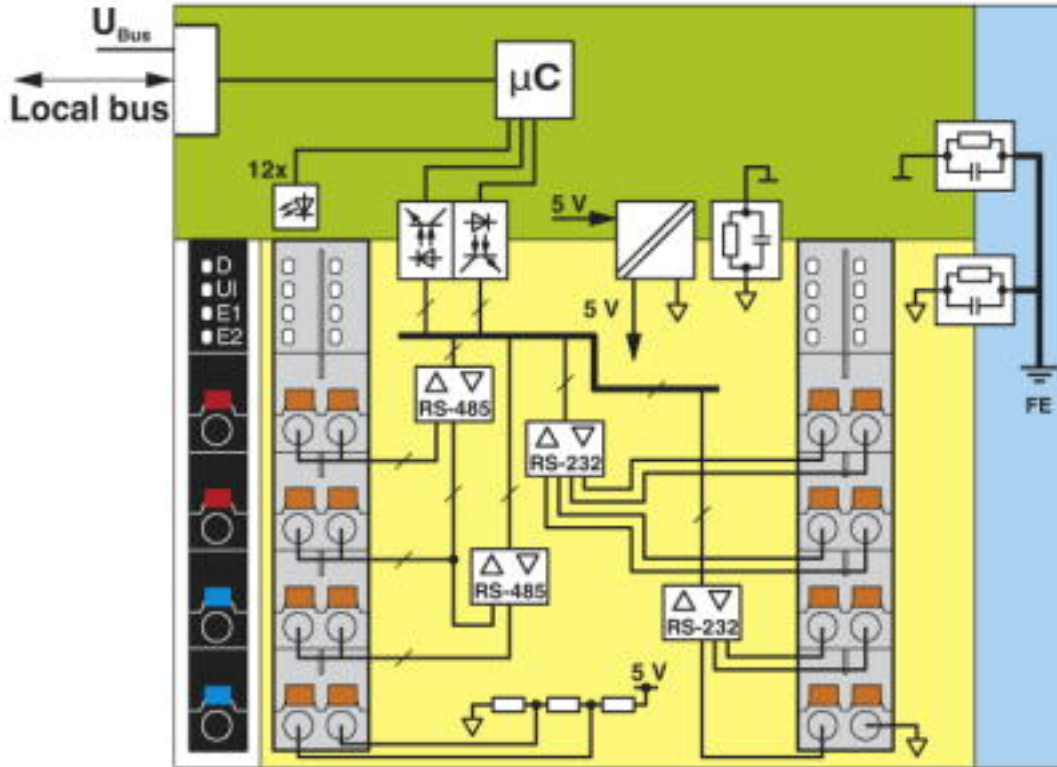 U Bus
Local bus
µC
12x
5 V
5 V
D
UI
E1
E2
RS-485
RS-232
FE
RS-485
RS-232
5 V